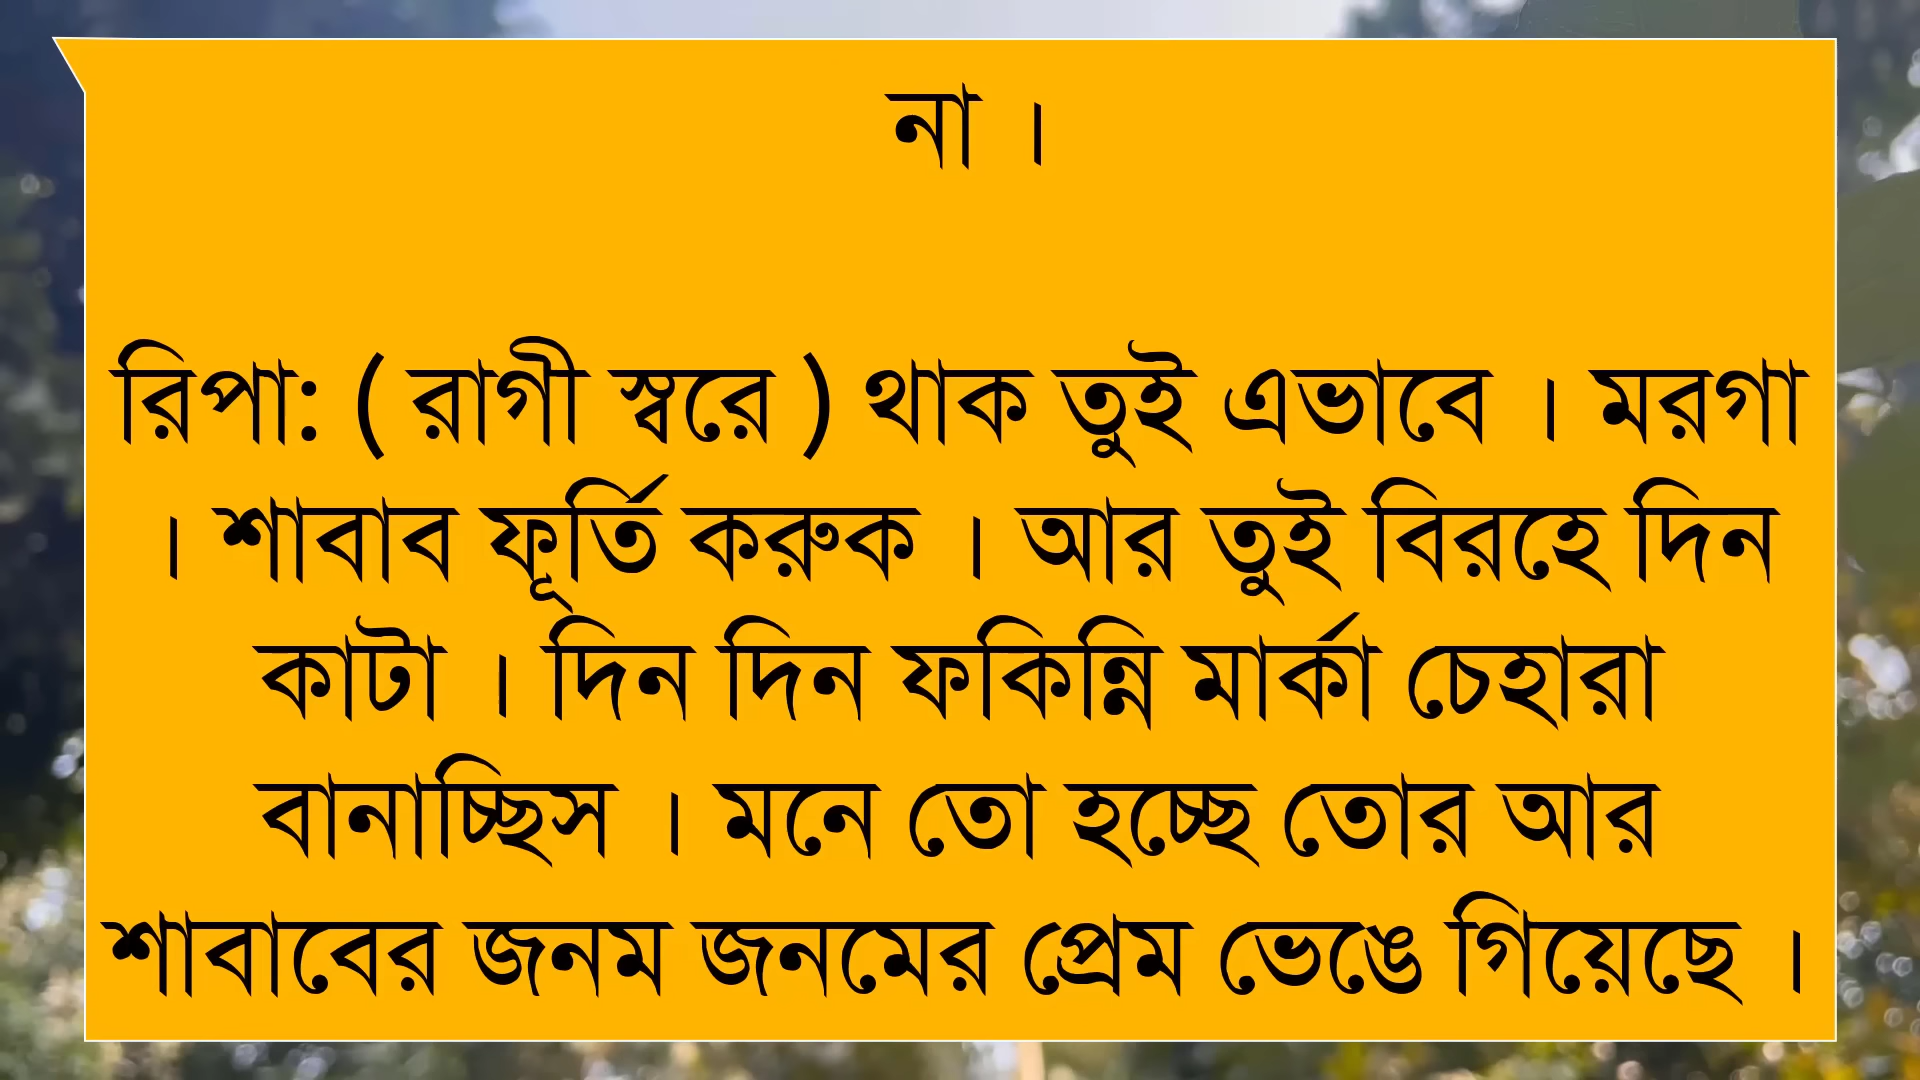 না ।
রিপা: ( রাগী স্বরে ) থাক তুই এভাবে । মরগা
। শাবাব ফূর্তি করুক । আর তুই বিরহে দিন
কাটা । দিন দিন ফকিন্নি মার্কা চেহারা
বানাচ্ছিস । মনে তো হচ্ছে তোর আর
শাবাবের জনম জনমের প্রেম ভেঙে গিয়েছে ।